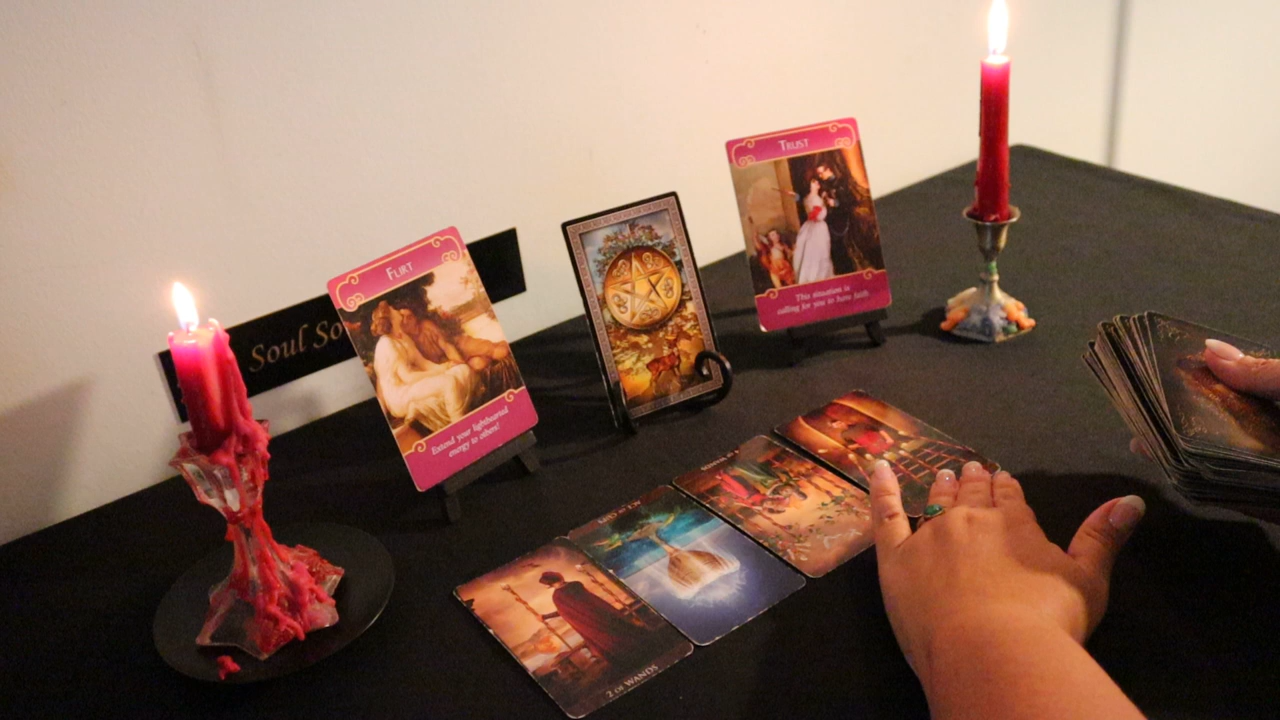 Soul So
FLIRT
Extend your lighthearted
energy to others!
TRUST
This situation is
calling for you to have faith
2 OF WANDS